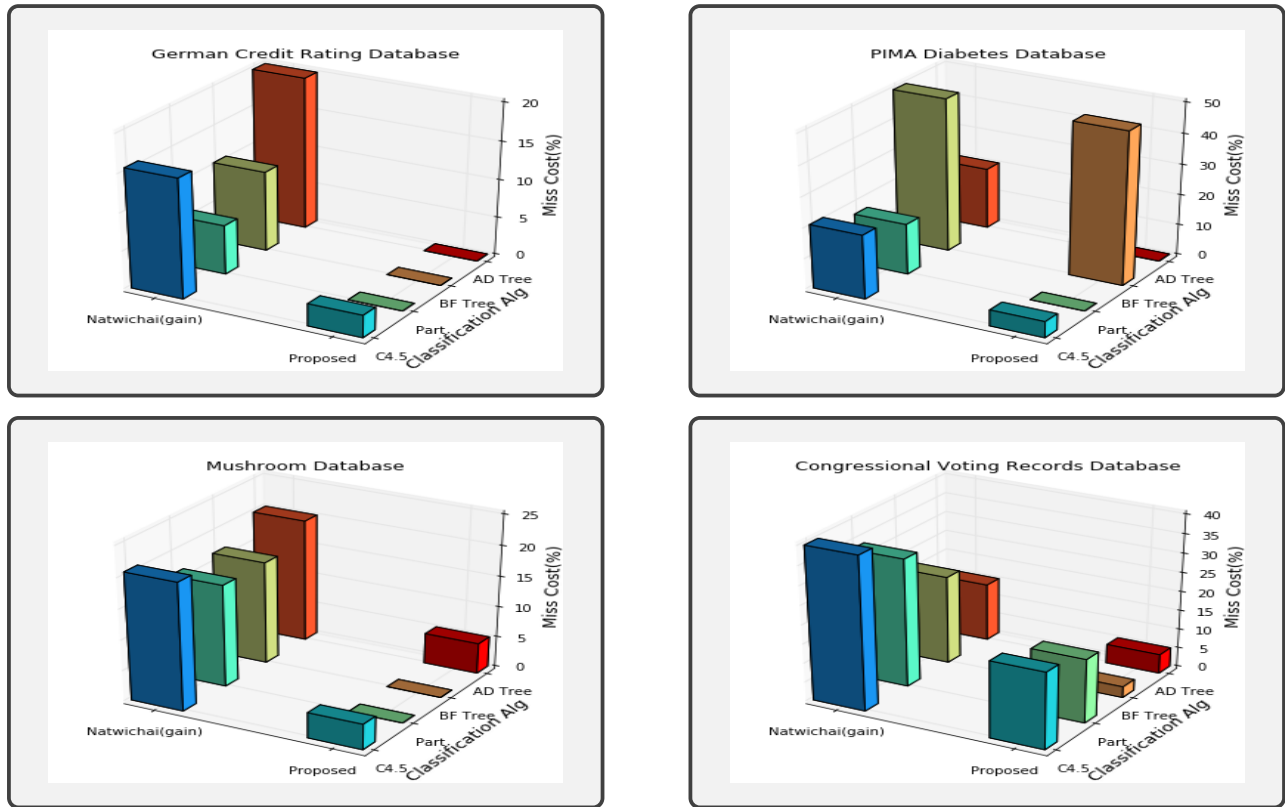 German Credit Rating Database
20
15
10
5
0
Miss Cost(%)
AD Tree
BF Tree
Part
C4.5
Classification Alg
Natwichai(gain)
Proposed
PIMA Diabetes Database
50
40
30
20
10
0
Miss Cost(%)
AD Tree
BF Tree
Part
C4.5
Classification Alg
Natwichai(gain)
Proposed
Mushroom Database
25
20
15
10
5
0
Miss Cost(%)
AD Tree
BF Tree
Part
C4.5
Classification Alg
Natwichai(gain)
Proposed
Congressional Voting Records Database
40
35
30
25
20
15
10
5
0
Miss Cost(%)
AD Tree
BF Tree
Part
C4.5
Classification Alg
Natwichai(gain)
Proposed